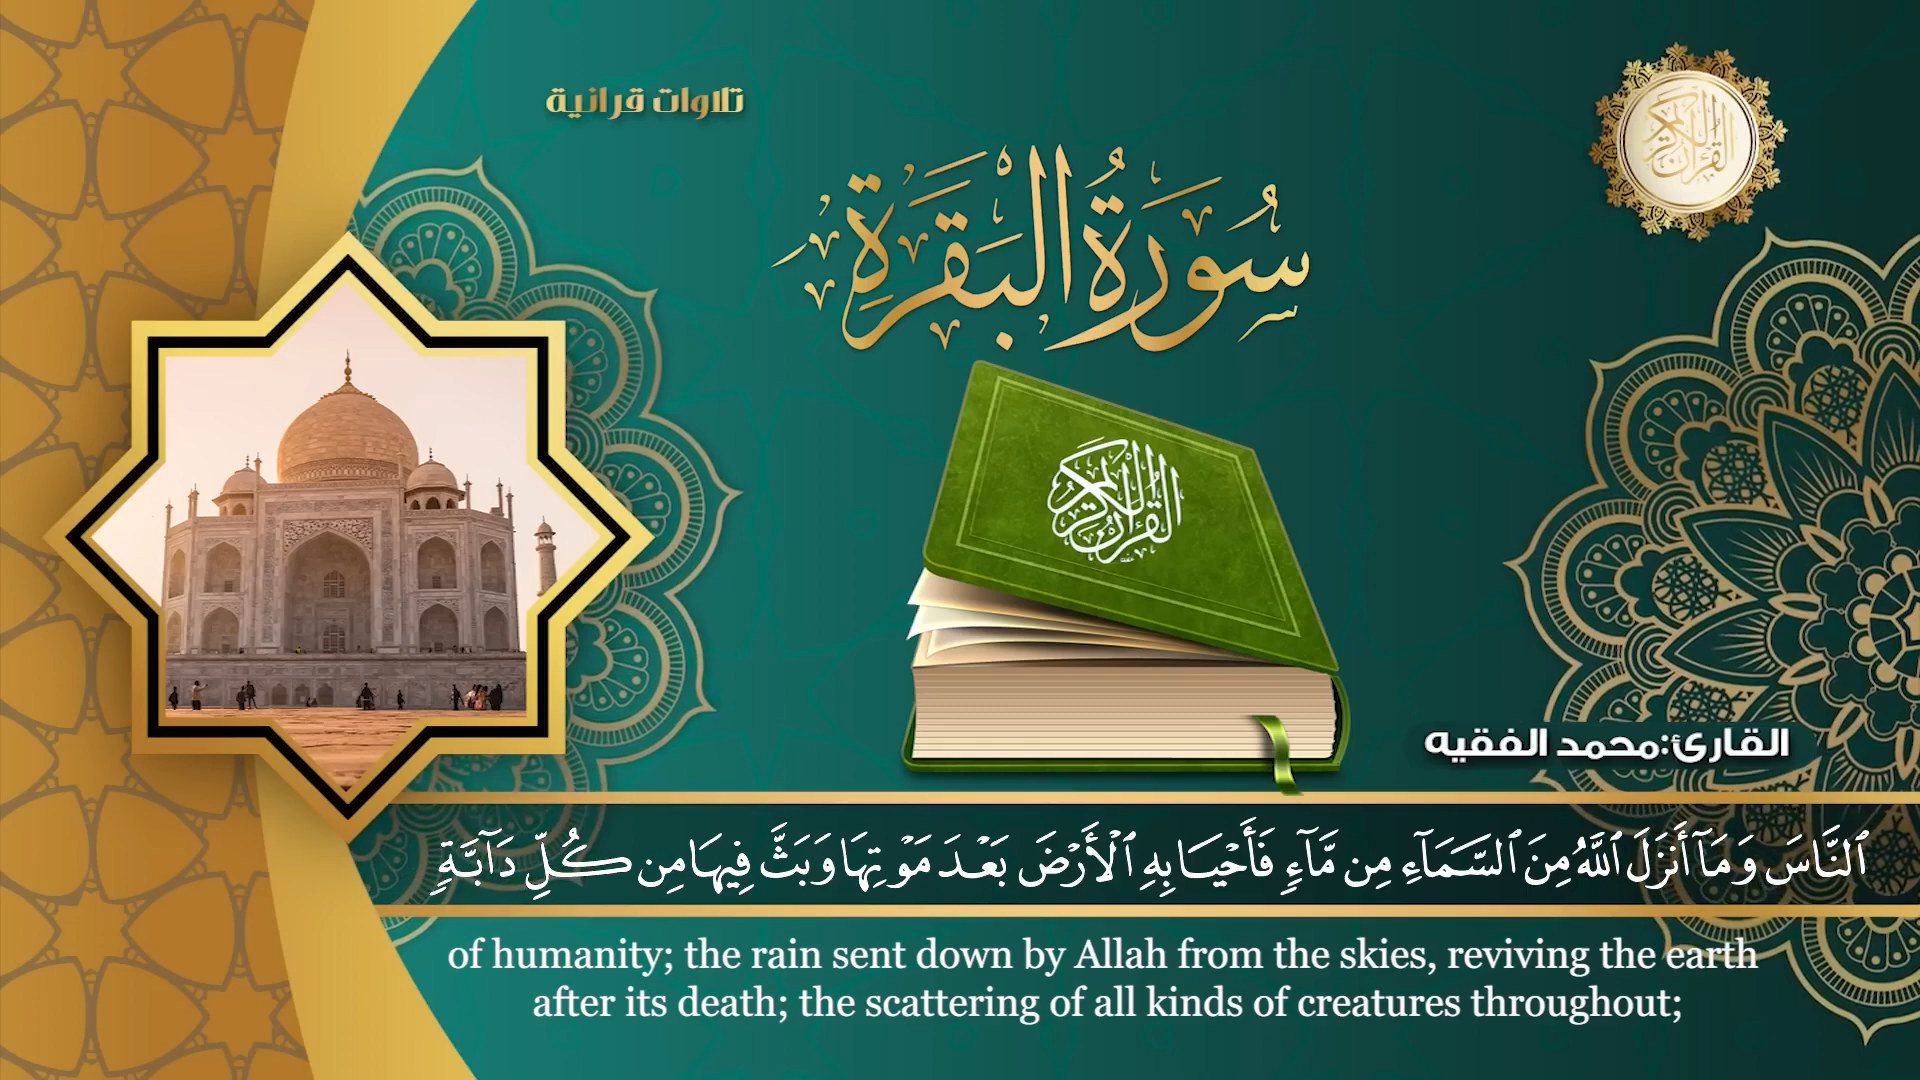 تلاوات قرانية
القرآن الكريم
سُورَةُ البَقَرَةِ
القرآن الكريم
القارئ:محمد الفقيه
ٱلنَّاسَ وَمَآ أَنزَلَ ٱللَّهُ مِنَ ٱلسَّمَآءِ مِن مَّآءٍ فَأَحْيَا بِهِ ٱلْأَرْضَ بَعْدَ مَوْتِهَا وَبَثَّ فِيهَا مِن كُلِّ دَآبَّةٍ
of humanity; the rain sent down by Allah from the skies, reviving the earth
after its death; the scattering of all kinds of creatures throughout;